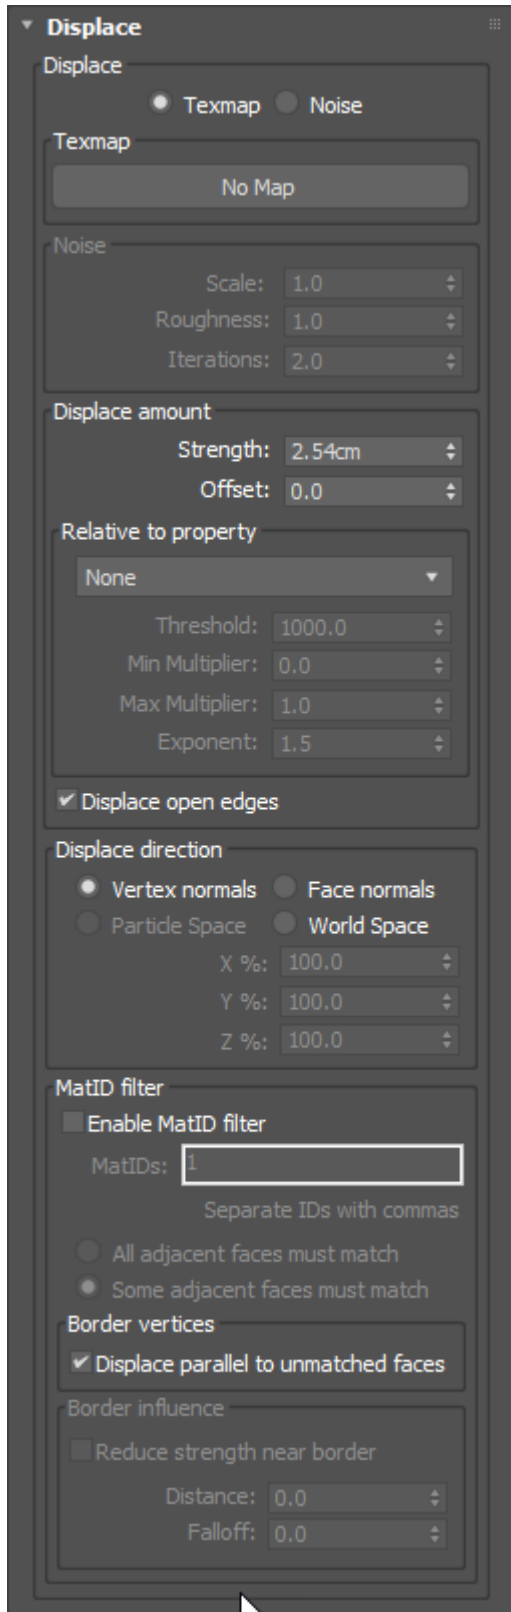 Displace
Displace
Texmap Noise
Texmap
No Map
Noise
Scale: 1.0
Roughness: 1.0
Iterations: 2.0
Displace amount
Strength: 2.54cm
Offset: 0.0
Relative to property
None
Threshold: 1000.0
Min Multiplier: 0.0
Max Multiplier: 1.0
Exponent: 1.5
Displace open edges
Displace direction
Vertex normals Face normals
Particle Space World Space
X %: 100.0
Y %: 100.0
Z %: 100.0
MatID filter
Enable MatID filter
MatIDs: 1
Separate IDs with commas
All adjacent faces must match
Some adjacent faces must match
Border vertices
Displace parallel to unmatched faces
Border influence
Reduce strength near border
Distance: 0.0
Falloff: 0.0